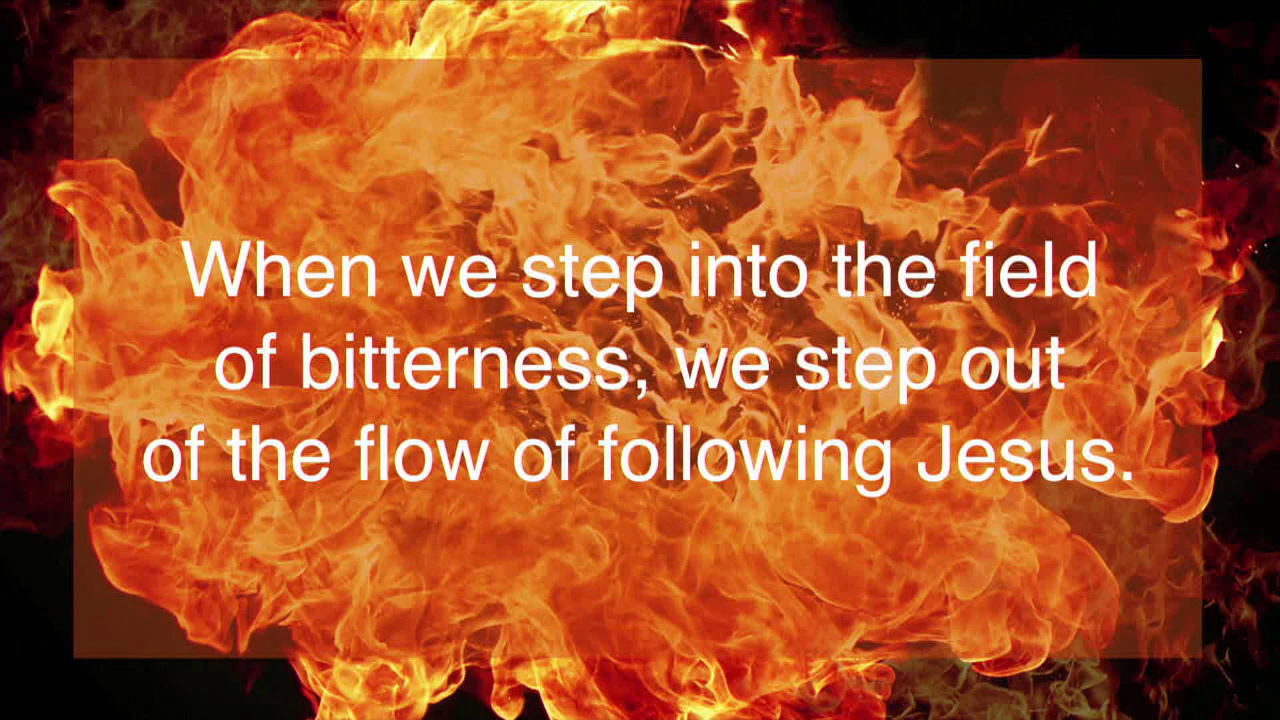 When we step into the field
of bitterness, we step out
of the flow of following Jesus.